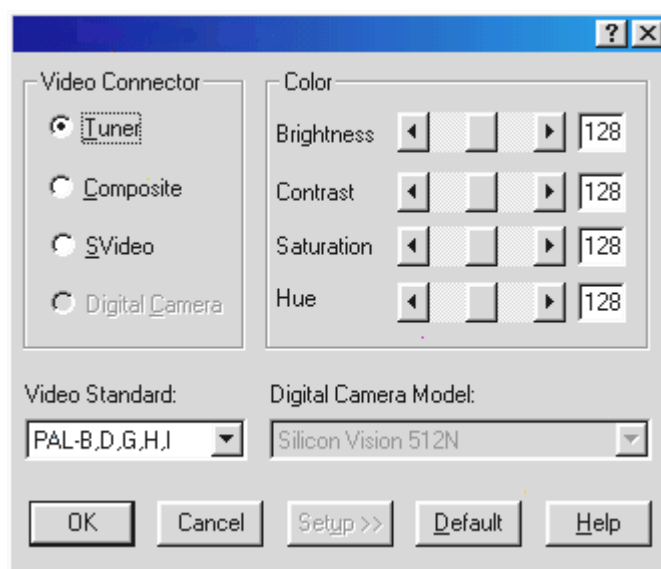 Video Connector
Tuner
Composite
SVideo
Digital Camera
Color
Brightness 128
Contrast 128
Saturation 128
Hue 128
Video Standard:
PAL-B,D,G,H,I
Digital Camera Model:
Silicon Vision 512N
OK Cancel Setup >> Default Help